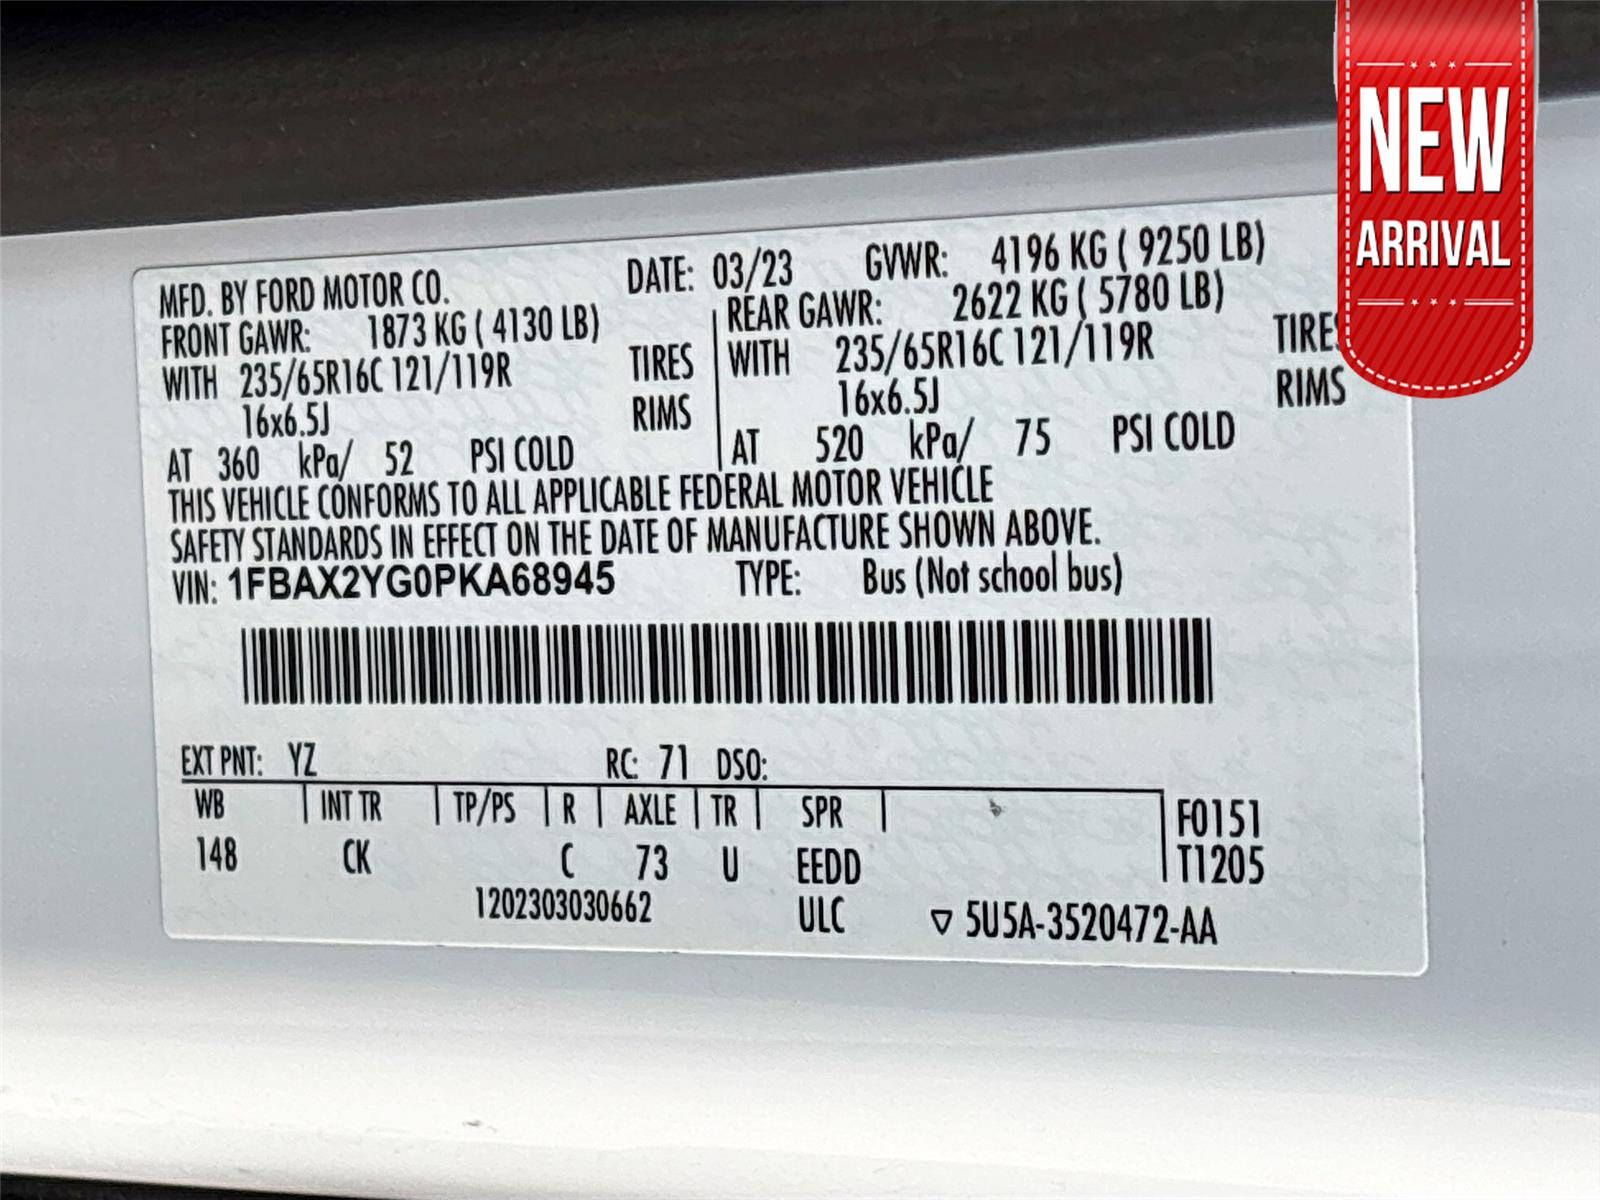 NEW
ARRIVAL
MFD. BY FORD MOTOR CO. DATE: 03/23 GVWR: 4196 KG ( 9250 LB)
FRONT GAWR: 1873 KG ( 4130 LB) REAR GAWR: 2622 KG ( 5780 LB)
WITH 235/65R16C 121/119R TIRES WITH 235/65R16C 121/119R TIRES
16x6.5J RIMS 16x6.5J RIMS
AT 360 kPa/ 52 PSI COLD AT 520 kPa/ 75 PSI COLD
THIS VEHICLE CONFORMS TO ALL APPLICABLE FEDERAL MOTOR VEHICLE
SAFETY STANDARDS IN EFFECT ON THE DATE OF MANUFACTURE SHOWN ABOVE.
VIN: 1FBAX2YG0PKA68945 TYPE: Bus (Not school bus)
EXT PNT: YZ RC: 71 DSO:
WB INT TR TP/PS R AXLE TR SPR F0151
148 CK C 73 U EEDD T1205
1202303030662 ULC ▽ 5U5A-3520472-AA